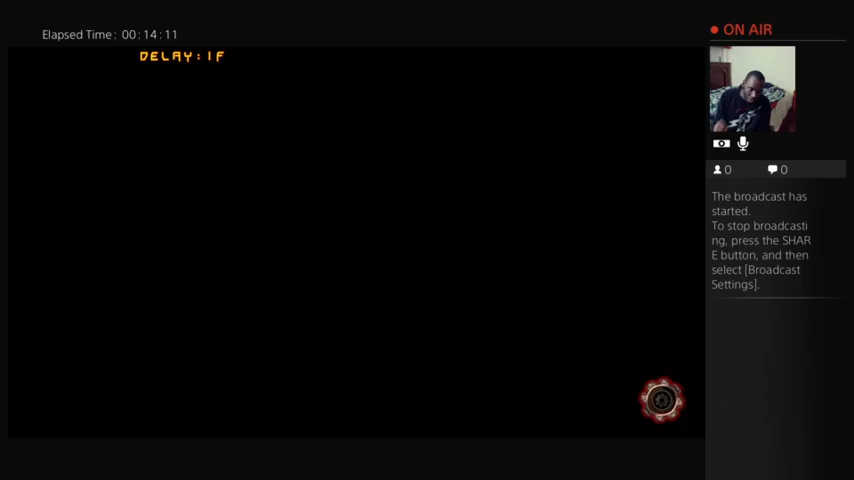 Elapsed Time : 00:14:11
DELAY:1F
ON AIR
0
0
The broadcast has
started.
To stop broadcasti
ng, press the SHAR
E button, and then
select [Broadcast
Settings].